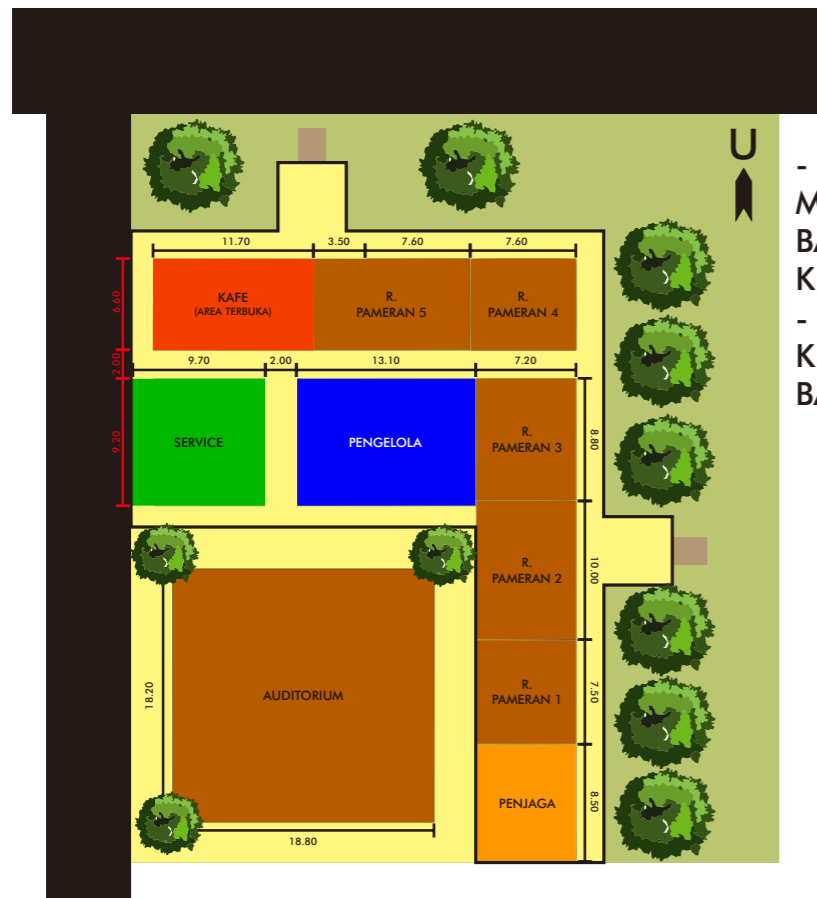 U
-
M
BA
K
-
K
BA
11.70 3.50 7.60 7.60
6.60
KAFE
(AREA TERBUKA)
R.
PAMERAN 5
R.
PAMERAN 4
2.00
9.70 2.00 13.10 7.20
9.20
SERVICE
PENGELOLA
R.
PAMERAN 3
8.80
R.
PAMERAN 2
10.00
18.20
AUDITORIUM
R.
PAMERAN 1
7.50
PENJAGA
8.50
18.80